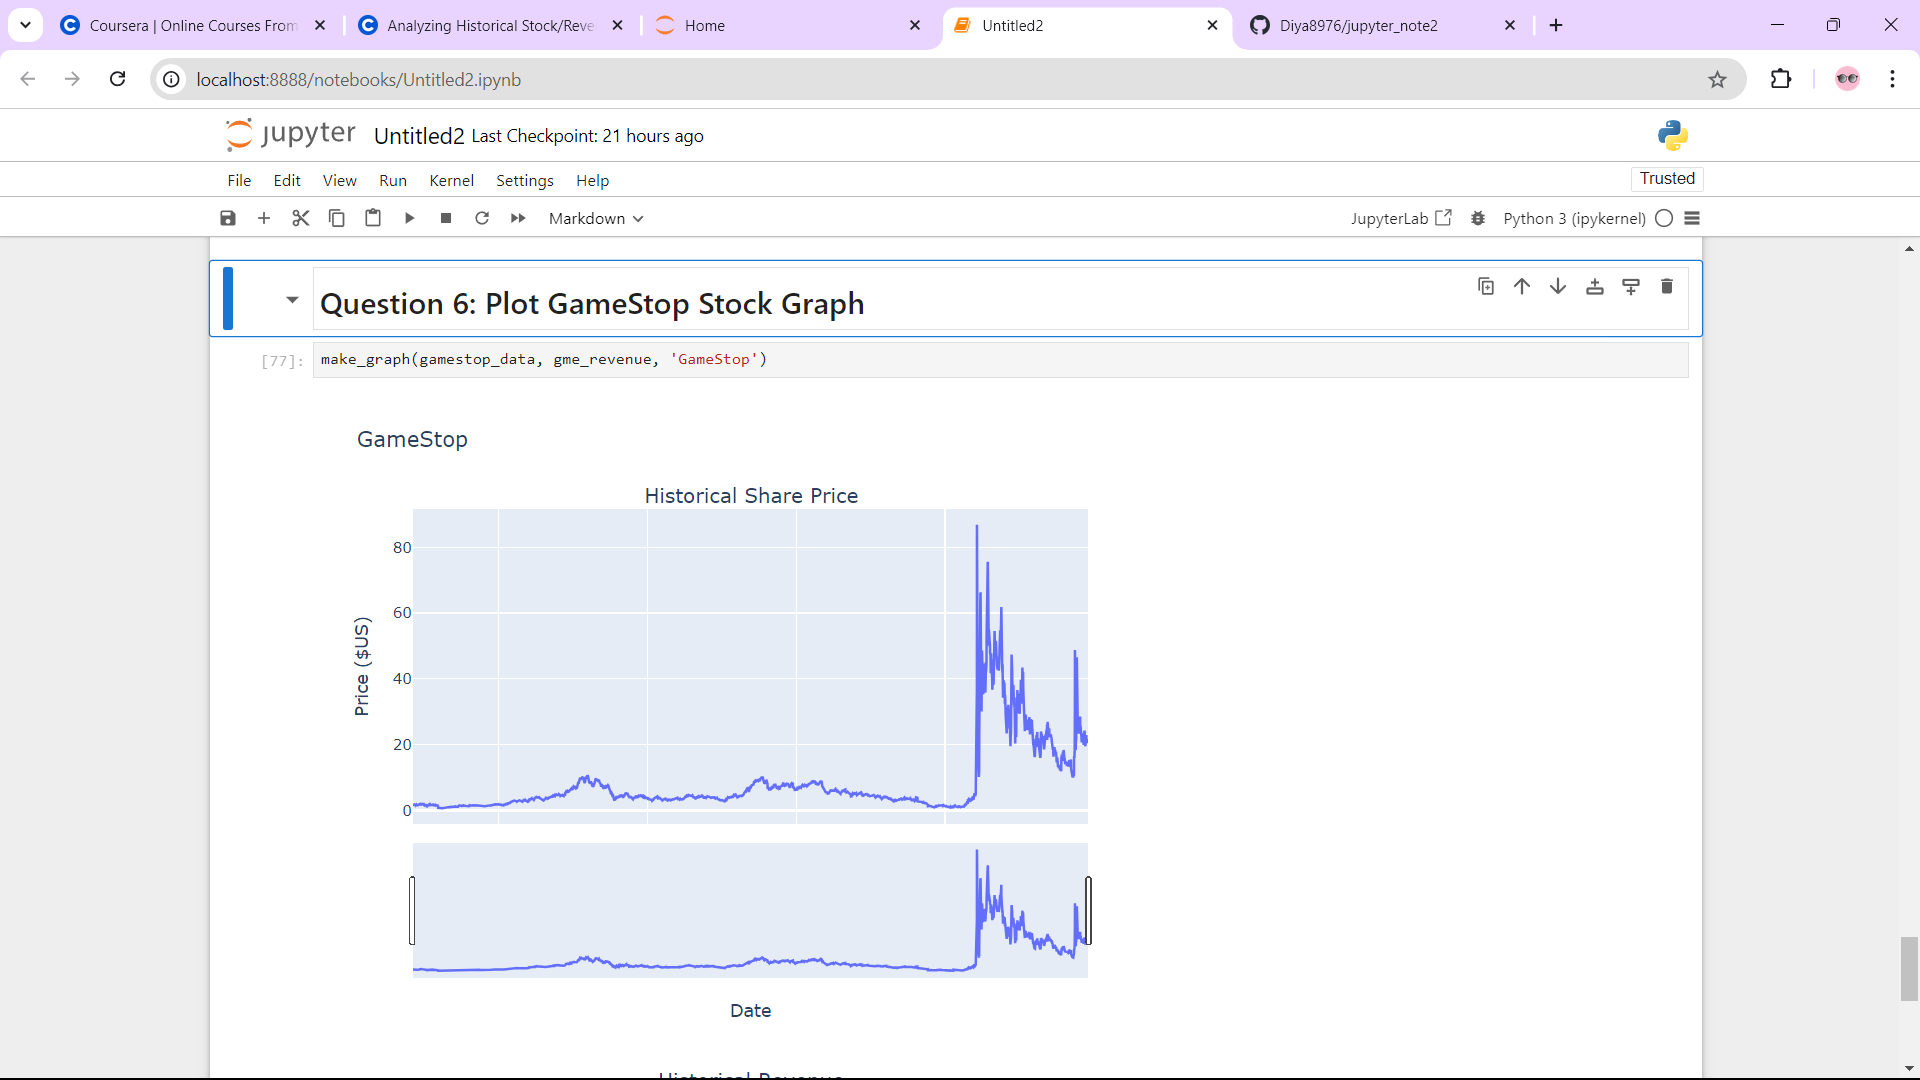 Coursera | Online Courses From
Analyzing Historical Stock/Reve
Home
Untitled2
Diya8976/jupyter_note2
localhost:8888/notebooks/Untitled2.ipynb
jupyter Untitled2 Last Checkpoint: 21 hours ago
File Edit View Run Kernel Settings Help
Trusted
Markdown
JupyterLab
Python 3 (ipykernel)
Question 6: Plot GameStop Stock Graph
[77]: make_graph(gamestop_data, gme_revenue, 'GameStop')
GameStop
Historical Share Price
80
60
40
20
0
Price ($US)
Date
Historical Revenue